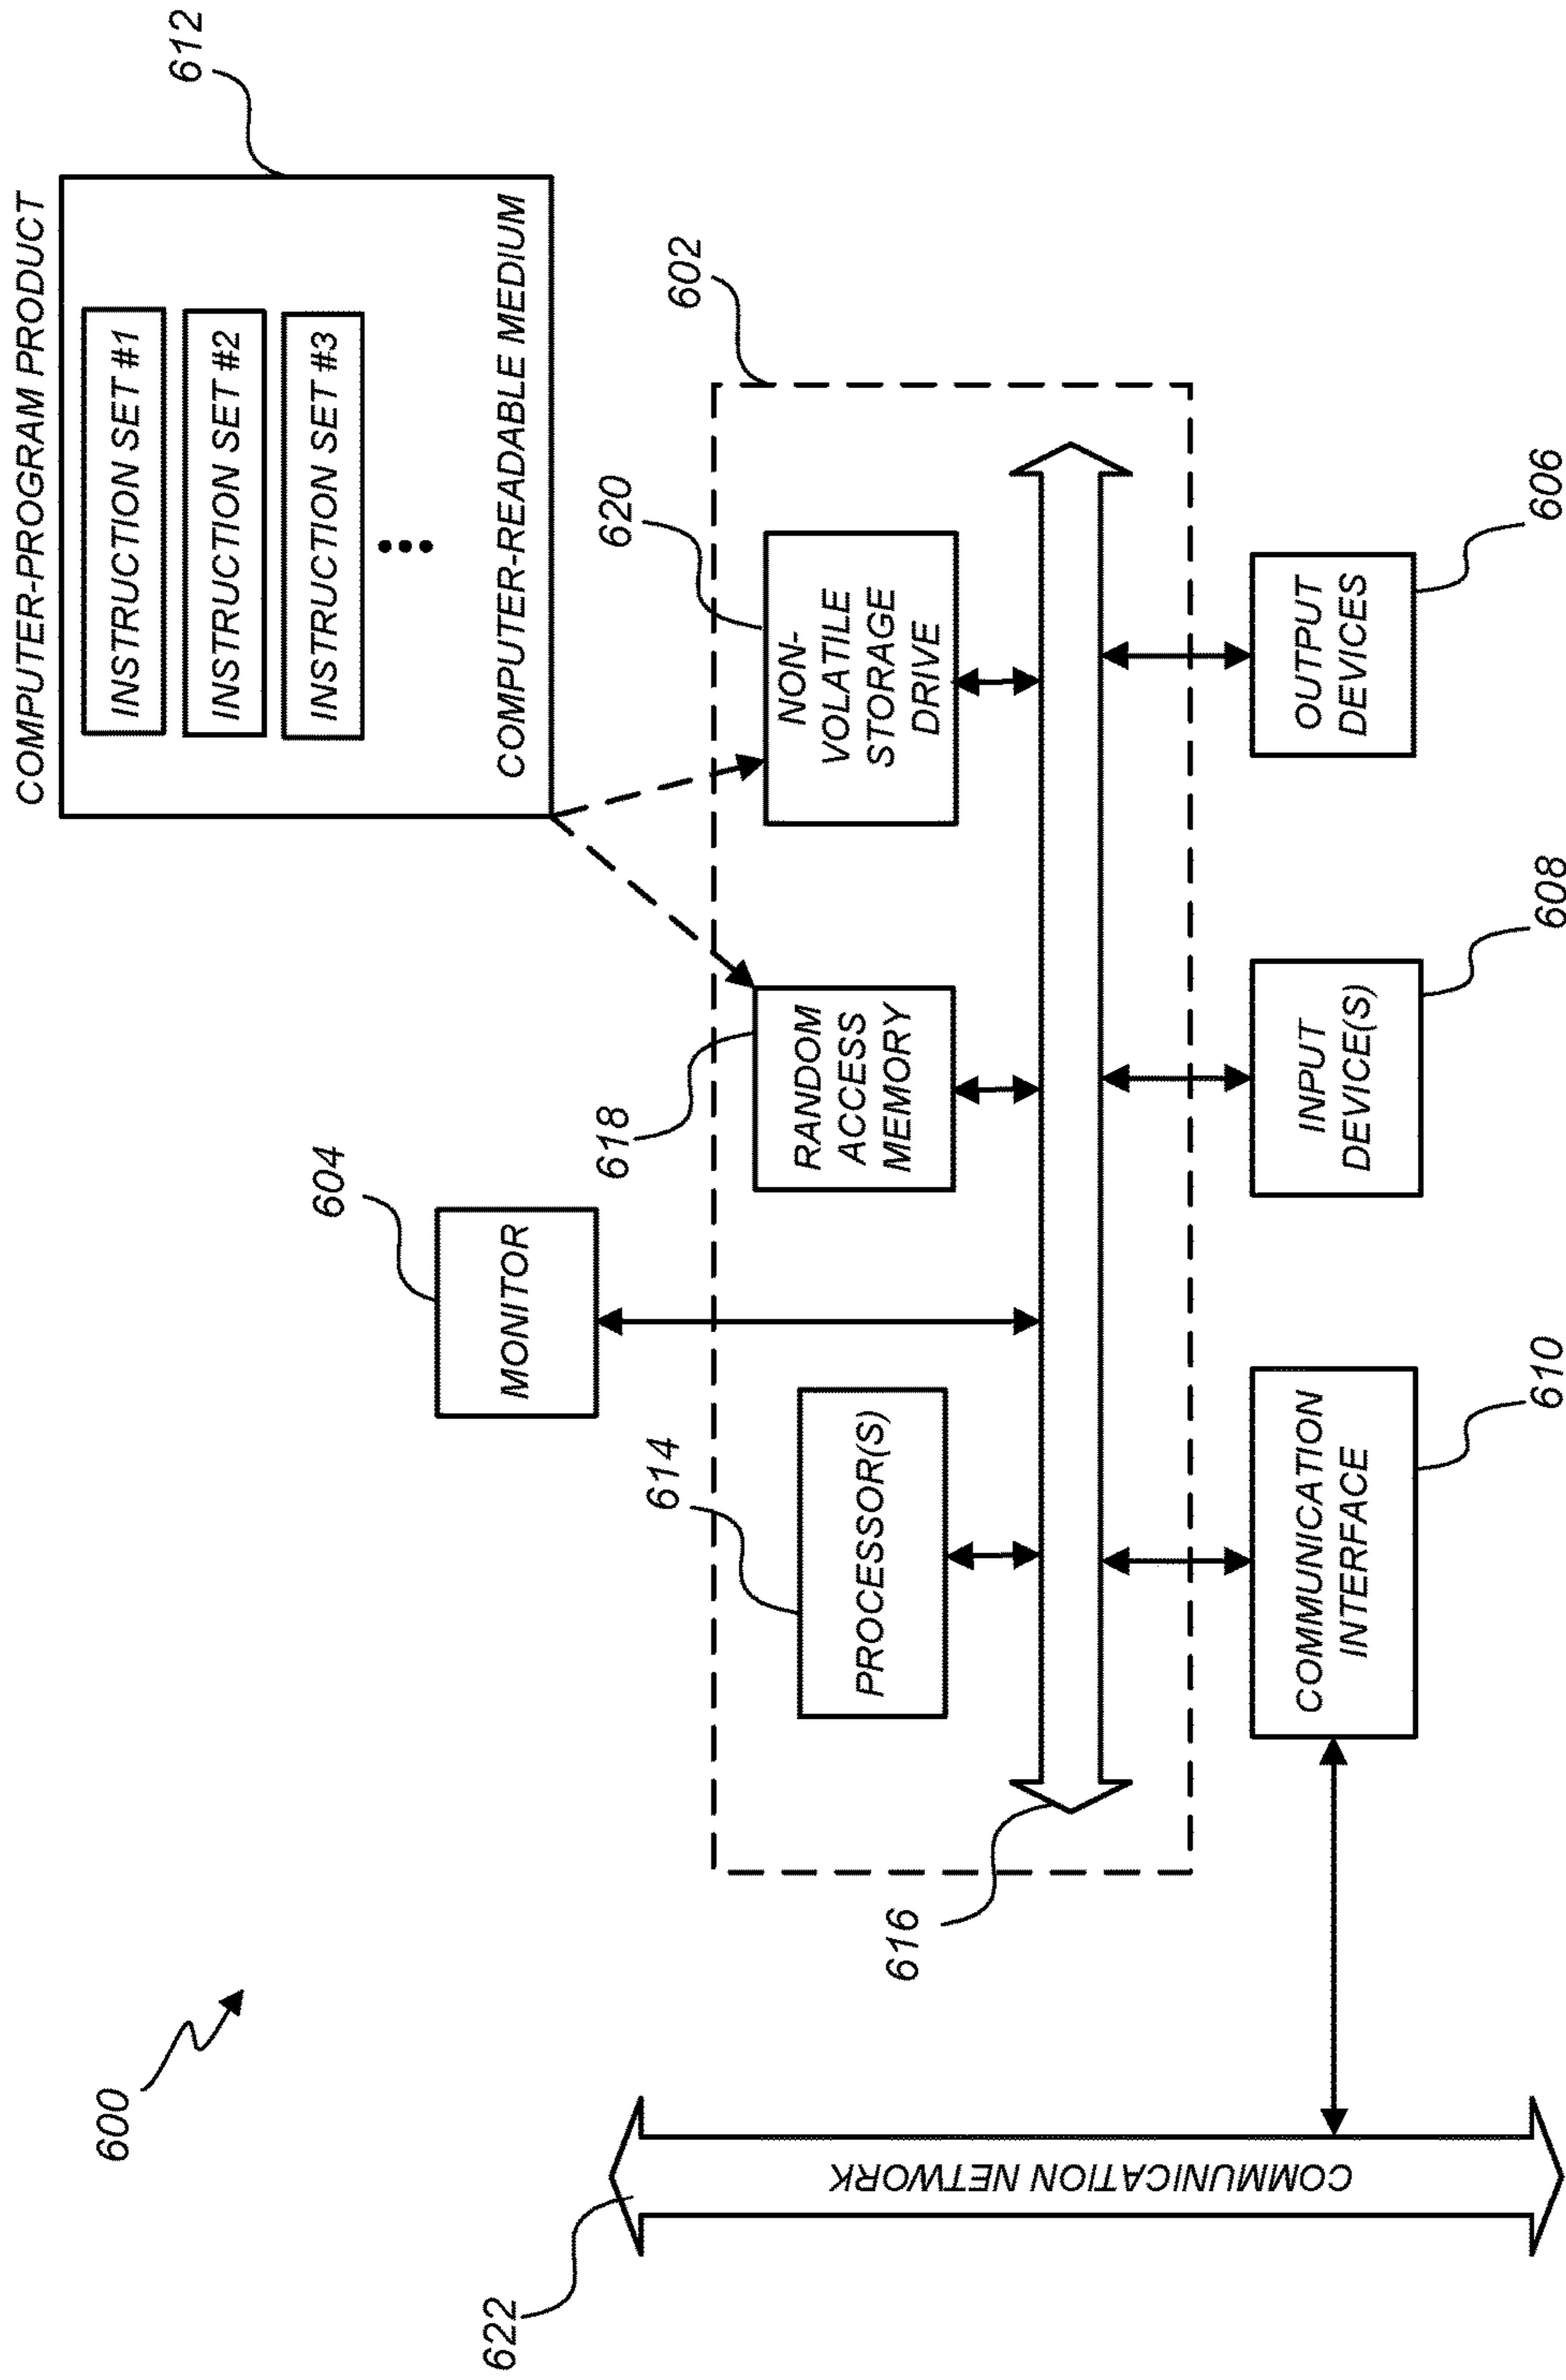 COMPUTER-PROGRAM PRODUCT
600
INSTRUCTION SET #1
612
INSTRUCTION SET #2
INSTRUCTION SET #3
COMPUTER-READABLE MEDIUM
604
MONITOR
622
COMMUNICATION NETWORK
614
PROCESSOR(S)
618
RANDOM
ACCESS
MEMORY
620
NON-
VOLATILE
STORAGE
DRIVE
602
616
COMMUNICATION
INTERFACE
610
INPUT
DEVICE(S)
608
OUTPUT
DEVICES
606